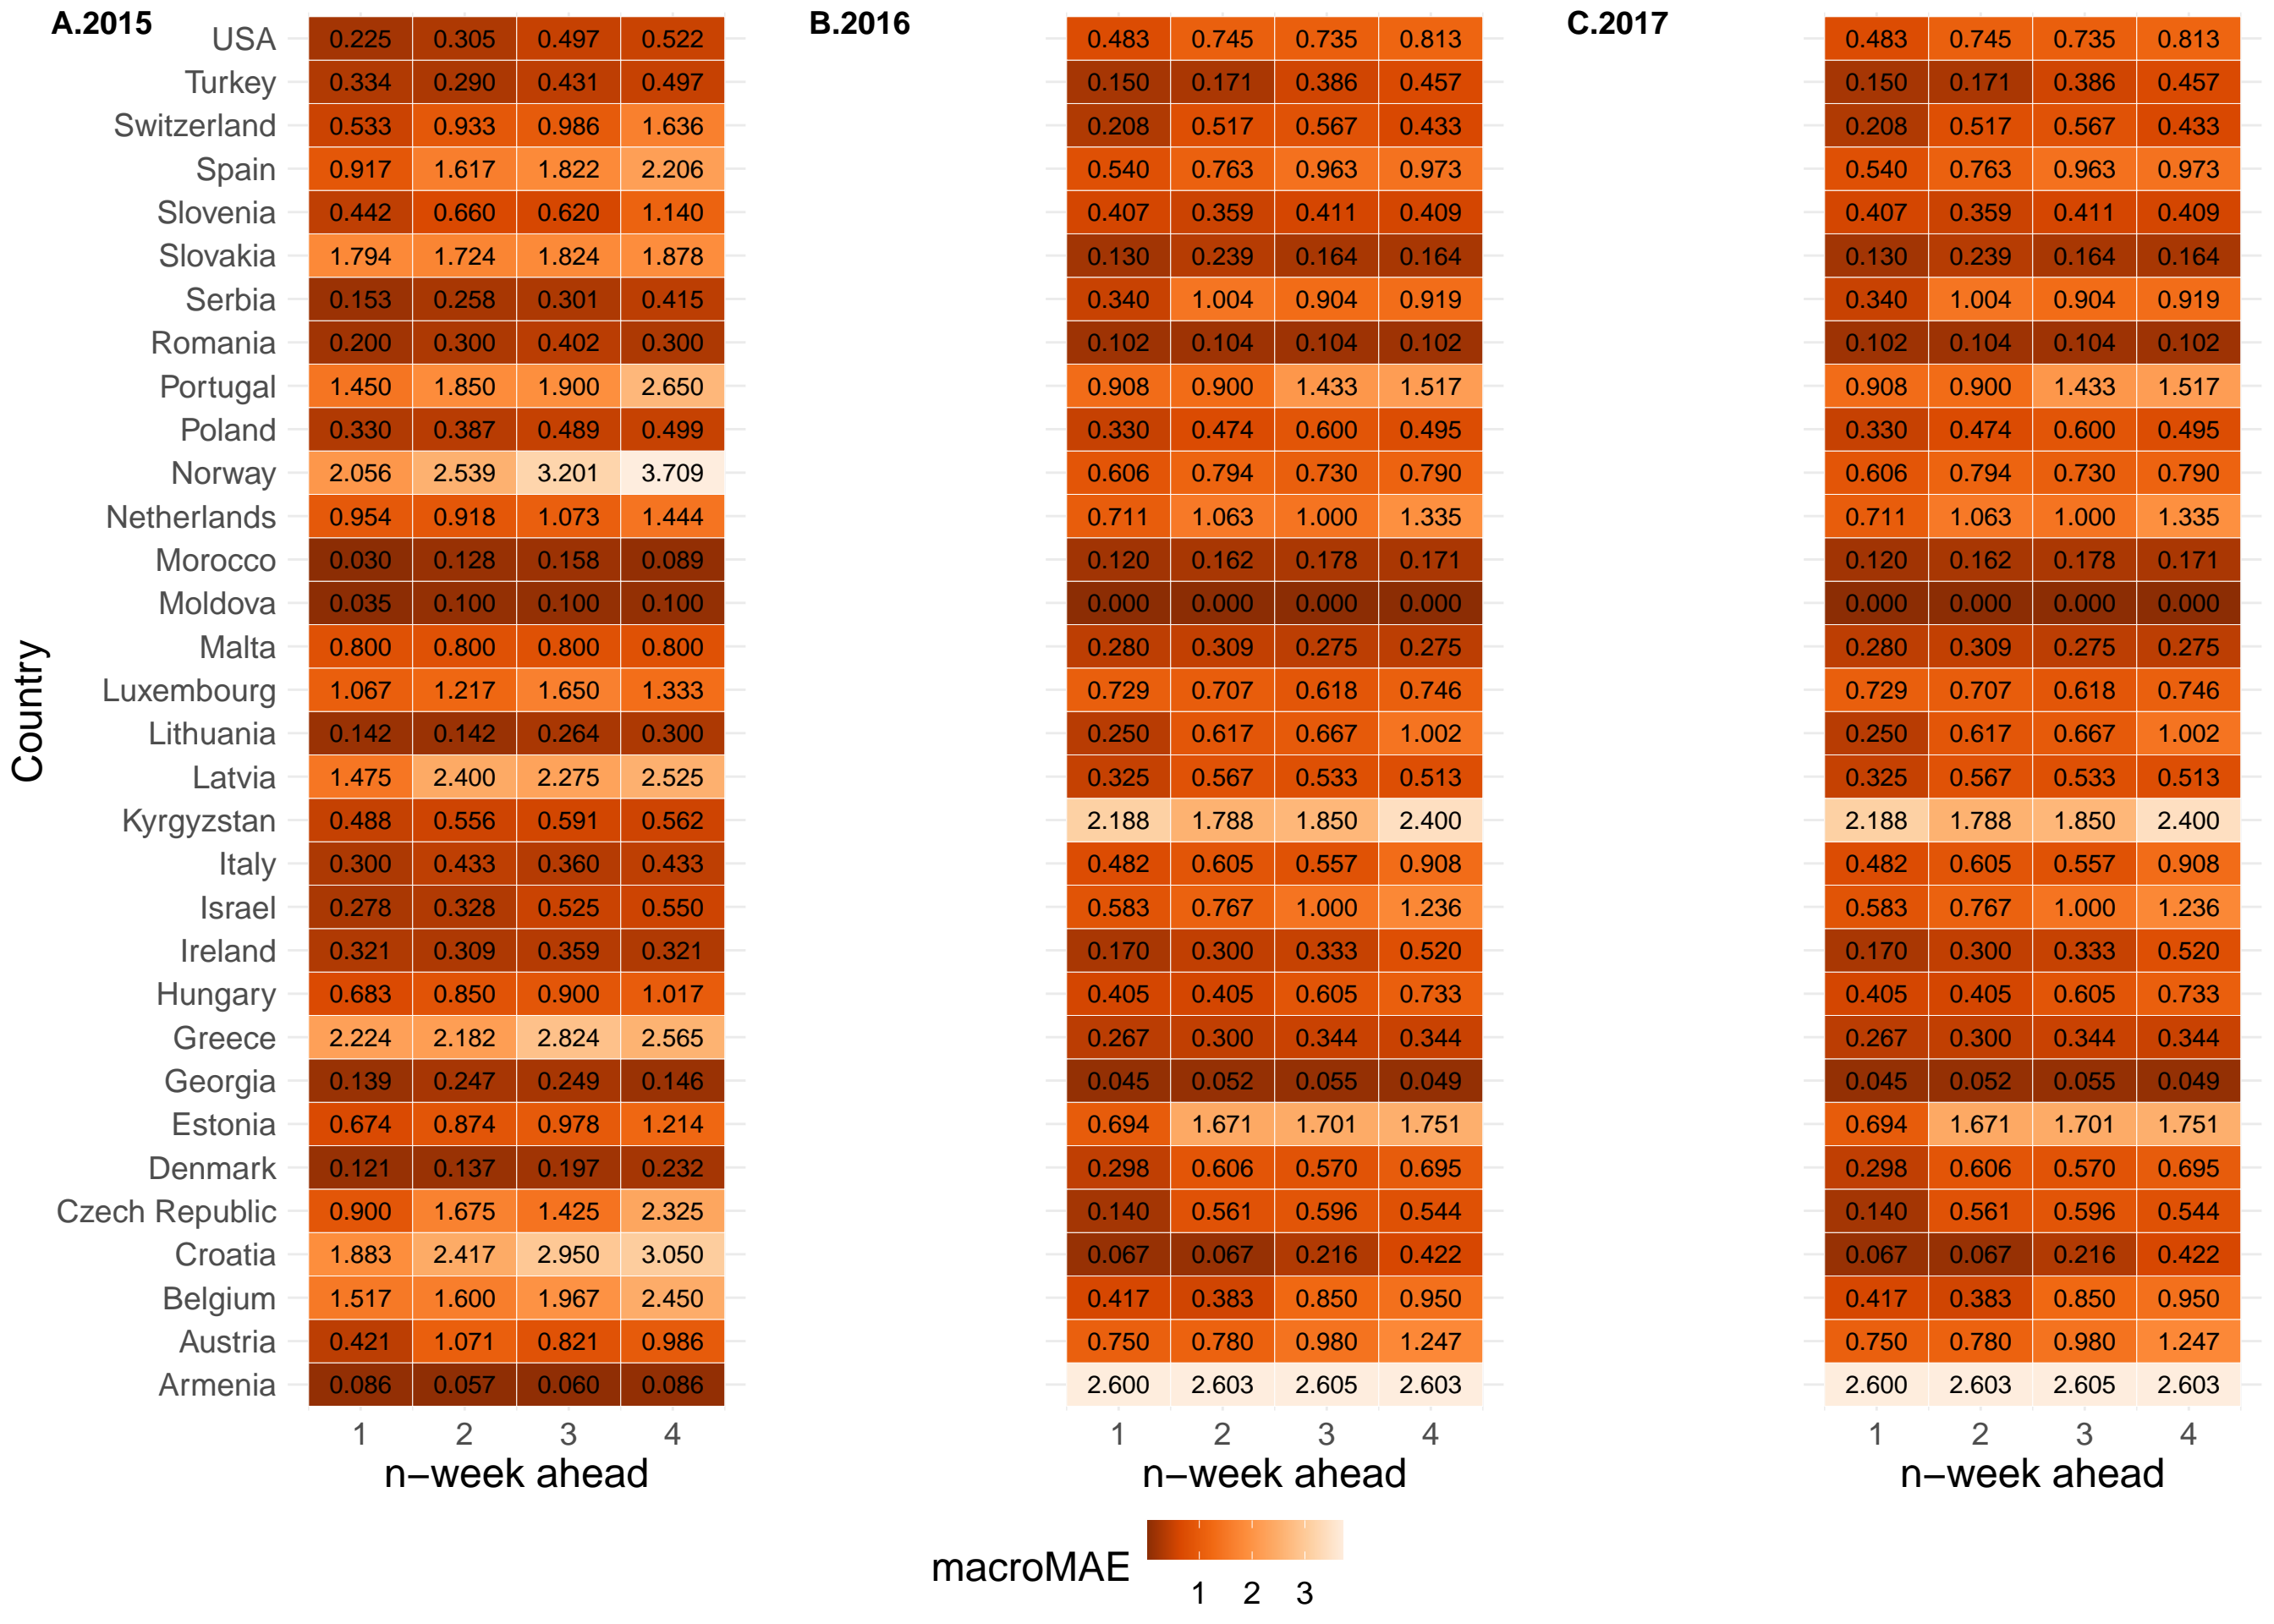 A.2015 B.2016 C.2017
USA 0.225 0.305 0.497 0.522 0.483 0.745 0.735 0.813 0.483 0.745 0.735 0.813
Turkey 0.334 0.290 0.431 0.497 0.150 0.171 0.386 0.457 0.150 0.171 0.386 0.457
Switzerland 0.533 0.933 0.986 1.636 0.208 0.517 0.567 0.433 0.208 0.517 0.567 0.433
Spain 0.917 1.617 1.822 2.206 0.540 0.763 0.963 0.973 0.540 0.763 0.963 0.973
Slovenia 0.442 0.660 0.620 1.140 0.407 0.359 0.411 0.409 0.407 0.359 0.411 0.409
Slovakia 1.794 1.724 1.824 1.878 0.130 0.239 0.164 0.164 0.130 0.239 0.164 0.164
Serbia 0.153 0.258 0.301 0.415 0.340 1.004 0.904 0.919 0.340 1.004 0.904 0.919
Romania 0.200 0.300 0.402 0.300 0.102 0.104 0.104 0.102 0.102 0.104 0.104 0.102
Portugal 1.450 1.850 1.900 2.650 0.908 0.900 1.433 1.517 0.908 0.900 1.433 1.517
Poland 0.330 0.387 0.489 0.499 0.330 0.474 0.600 0.495 0.330 0.474 0.600 0.495
Norway 2.056 2.539 3.201 3.709 0.606 0.794 0.730 0.790 0.606 0.794 0.730 0.790
Netherlands 0.954 0.918 1.073 1.444 0.711 1.063 1.000 1.335 0.711 1.063 1.000 1.335
Morocco 0.030 0.128 0.158 0.089 0.120 0.162 0.178 0.171 0.120 0.162 0.178 0.171
Moldova 0.035 0.100 0.100 0.100 0.000 0.000 0.000 0.000 0.000 0.000 0.000 0.000
Malta 0.800 0.800 0.800 0.800 0.280 0.309 0.275 0.275 0.280 0.309 0.275 0.275
Luxembourg 1.067 1.217 1.650 1.333 0.729 0.707 0.618 0.746 0.729 0.707 0.618 0.746
Lithuania 0.142 0.142 0.264 0.300 0.250 0.617 0.667 1.002 0.250 0.617 0.667 1.002
Latvia 1.475 2.400 2.275 2.525 0.325 0.567 0.533 0.513 0.325 0.567 0.533 0.513
Kyrgyzstan 0.488 0.556 0.591 0.562 2.188 1.788 1.850 2.400 2.188 1.788 1.850 2.400
Italy 0.300 0.433 0.360 0.433 0.482 0.605 0.557 0.908 0.482 0.605 0.557 0.908
Israel 0.278 0.328 0.525 0.550 0.583 0.767 1.000 1.236 0.583 0.767 1.000 1.236
Ireland 0.321 0.309 0.359 0.321 0.170 0.300 0.333 0.520 0.170 0.300 0.333 0.520
Hungary 0.683 0.850 0.900 1.017 0.405 0.405 0.605 0.733 0.405 0.405 0.605 0.733
Greece 2.224 2.182 2.824 2.565 0.267 0.300 0.344 0.344 0.267 0.300 0.344 0.344
Georgia 0.139 0.247 0.249 0.146 0.045 0.052 0.055 0.049 0.045 0.052 0.055 0.049
Estonia 0.674 0.874 0.978 1.214 0.694 1.671 1.701 1.751 0.694 1.671 1.701 1.751
Denmark 0.121 0.137 0.197 0.232 0.298 0.606 0.570 0.695 0.298 0.606 0.570 0.695
Czech Republic 0.900 1.675 1.425 2.325 0.140 0.561 0.596 0.544 0.140 0.561 0.596 0.544
Croatia 1.883 2.417 2.950 3.050 0.067 0.067 0.216 0.422 0.067 0.067 0.216 0.422
Belgium 1.517 1.600 1.967 2.450 0.417 0.383 0.850 0.950 0.417 0.383 0.850 0.950
Austria 0.421 1.071 0.821 0.986 0.750 0.780 0.980 1.247 0.750 0.780 0.980 1.247
Armenia 0.086 0.057 0.060 0.086 2.600 2.603 2.605 2.603 2.600 2.603 2.605 2.603
Country
1 2 3 4 1 2 3 4 1 2 3 4
n−week ahead n−week ahead n−week ahead
macroMAE
1 2 3